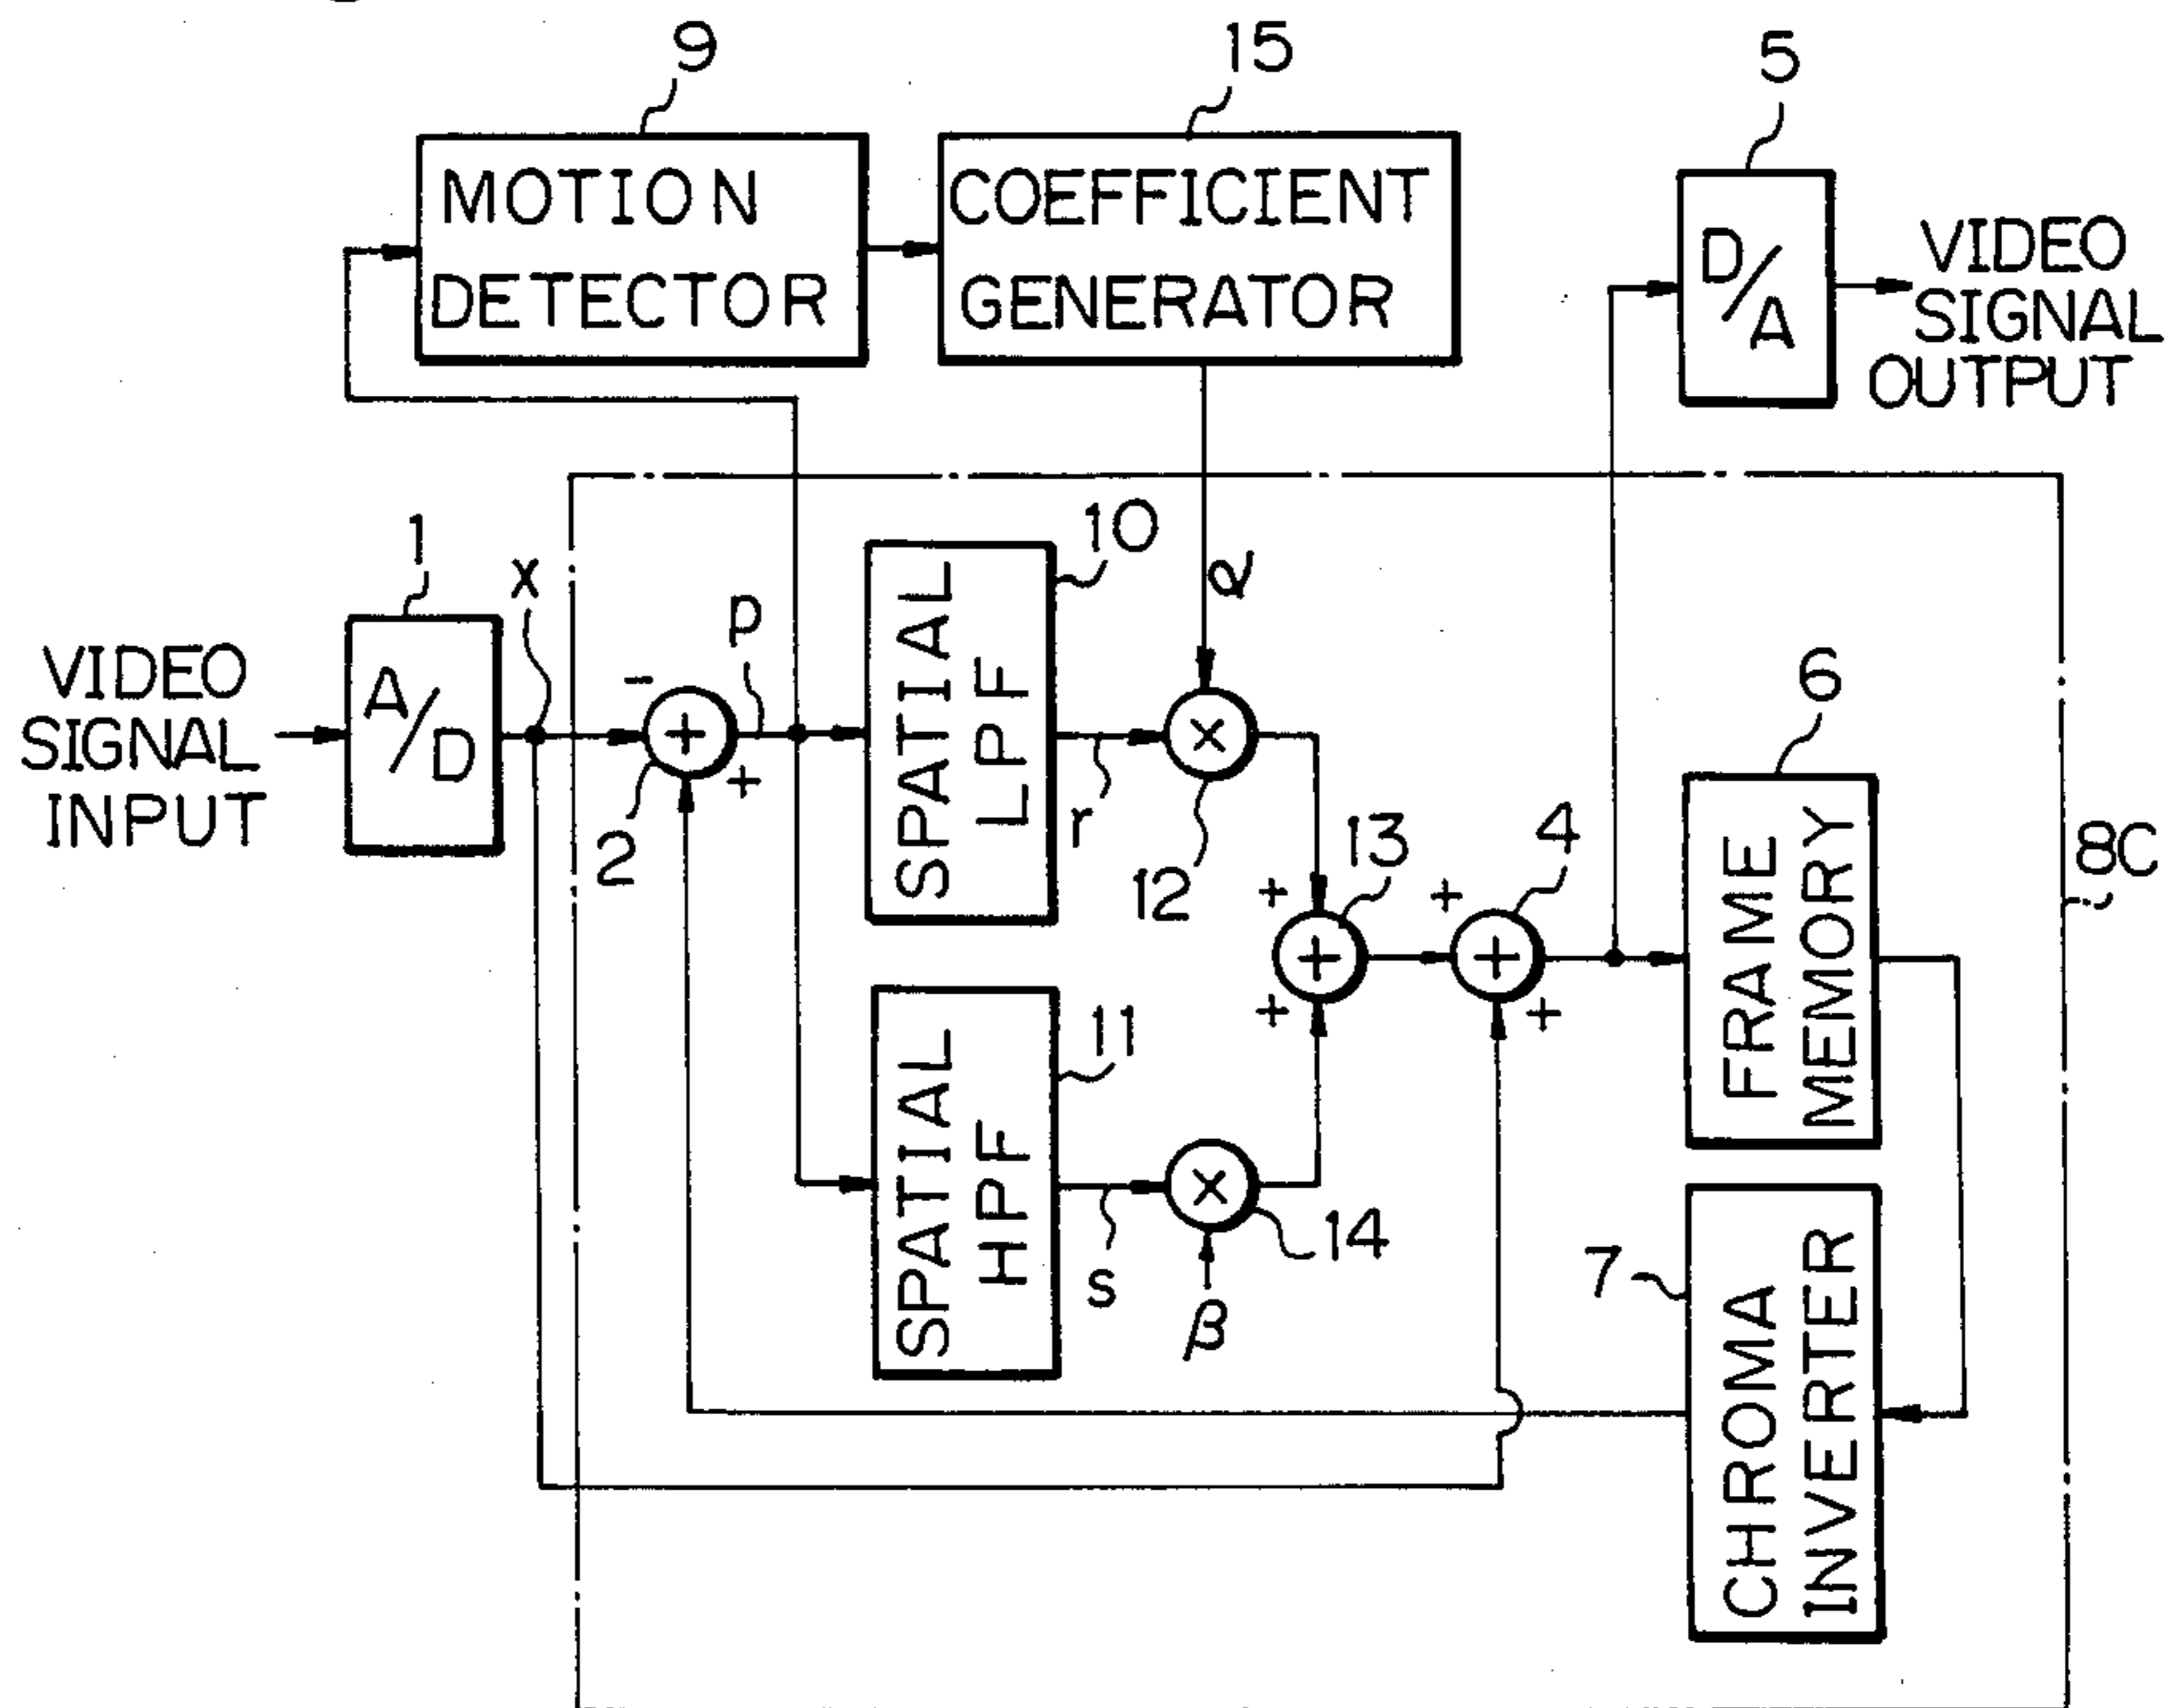 9
15
5
MOTION
DETECTOR
COEFFICIENT
GENERATOR
D/A
VIDEO
SIGNAL
OUTPUT
1
x
p
10
α
VIDEO
SIGNAL
INPUT
A/D
-
+
+
2
SPATIAL
LPF
r
×
12
6
FRAME
MEMORY
8C
13
4
+
+
+
+
+
+
11
SPATIAL
HPF
s
×
14
β
7
CHROMA
INVERTER